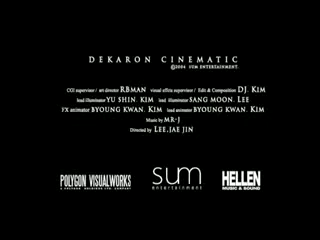 DEKARON CINEMATIC
©2004 SUM ENTERTAINMENT.
CGI supervisor / art director RBMAN visual effets supervisor / Edit & Composition DJ. KIM
lead illuminator YU SHIN. KIM lead illuminator SANG MOON. LEE
FX animator BYOUNG KWAN. KIM lead animator BYOUNG KWAN. KIM
Music by MR-J
Directed by LEE,JAE JIN
POLYGON VISUALWORKS
sum
entertainment
HELLEN
MUSIC & SOUND